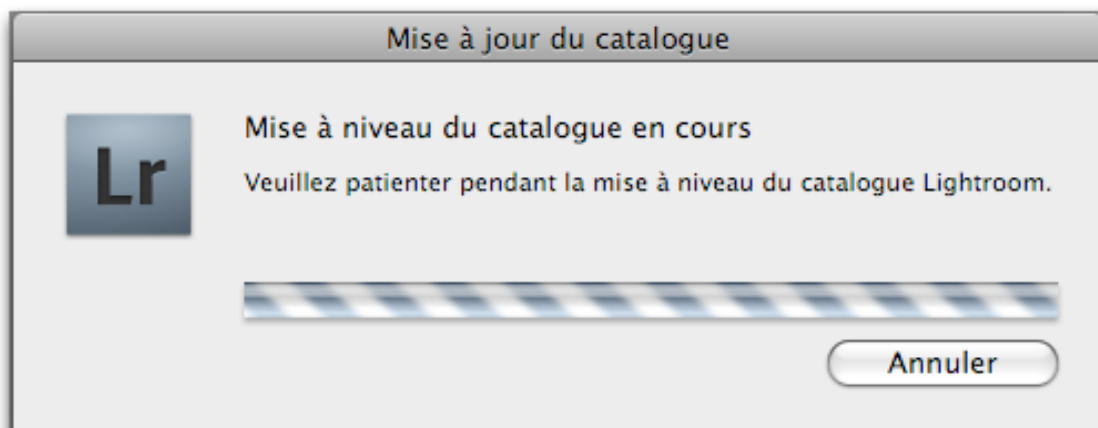 Mise à jour du catalogue
Lr
Mise à niveau du catalogue en cours
Veuillez patienter pendant la mise à niveau du catalogue Lightroom.
Annuler